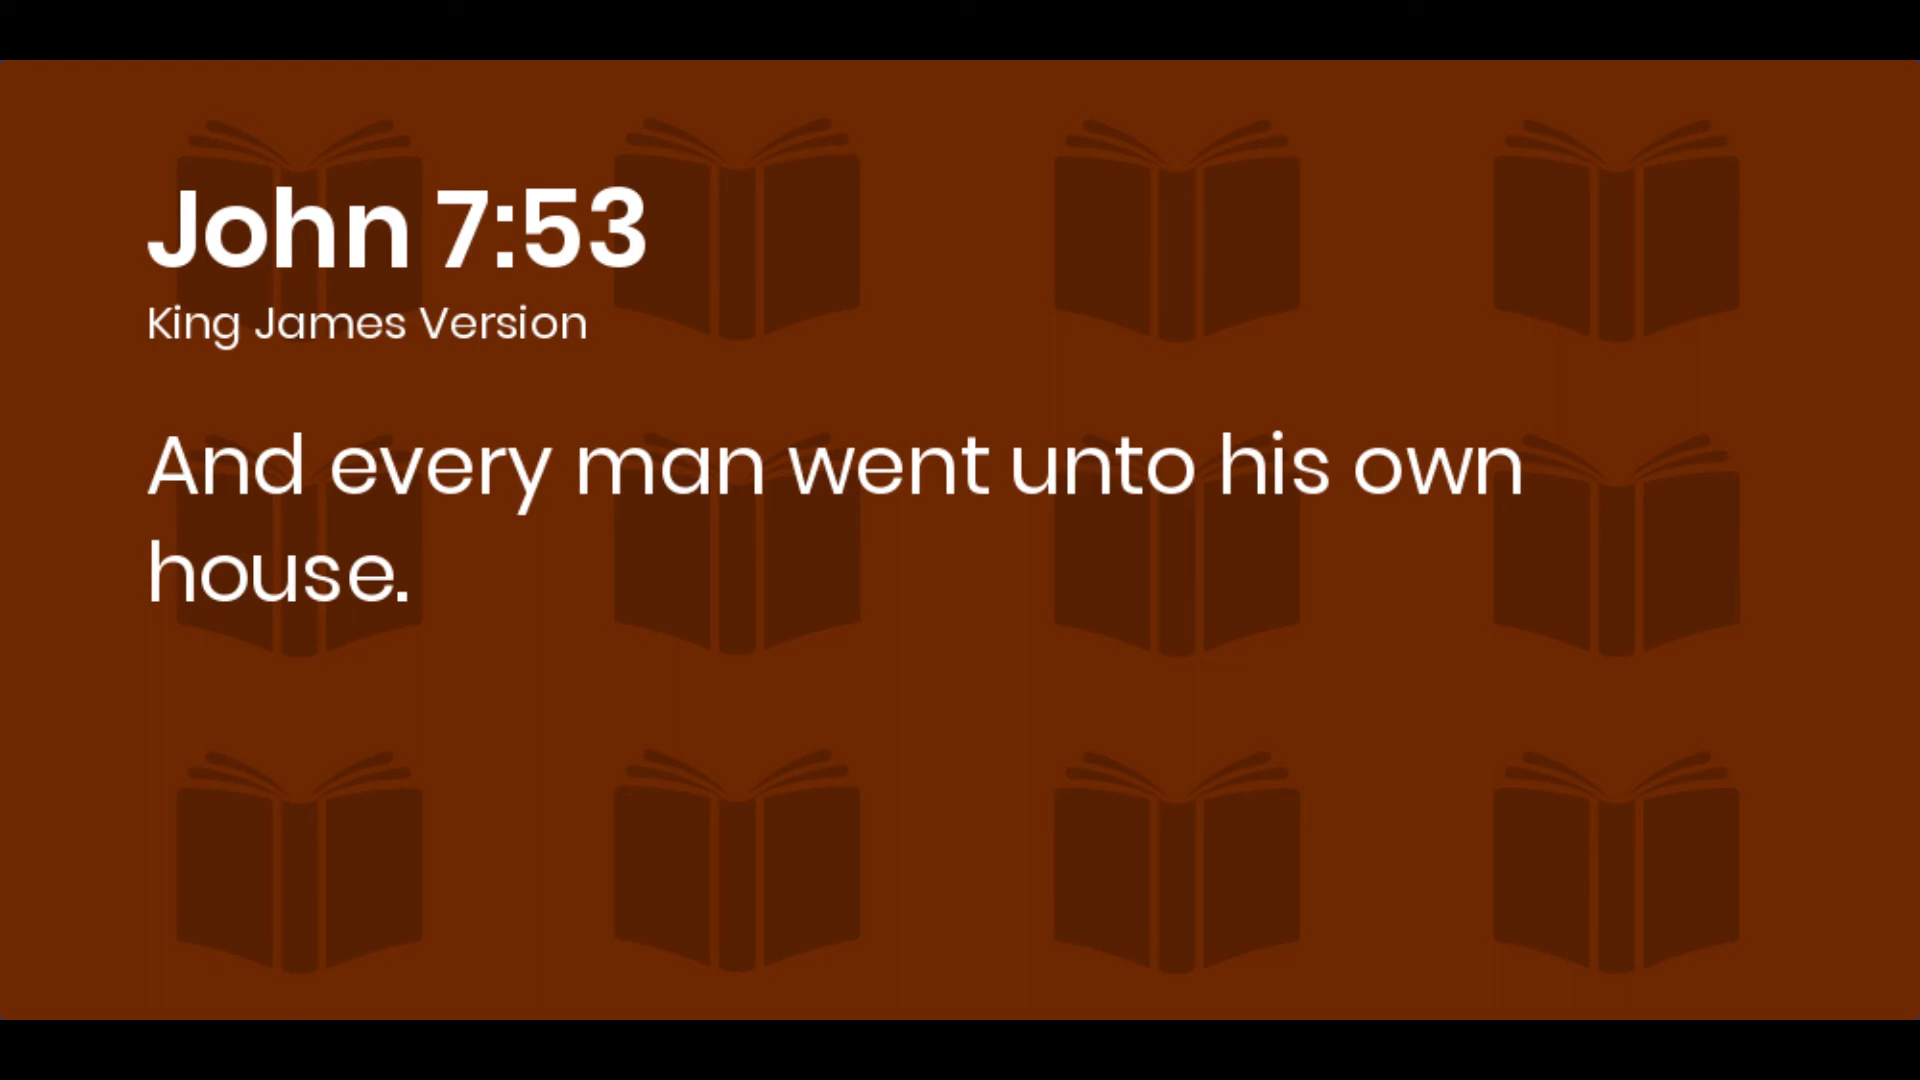 John 7:53
King James Version
And every man went unto his own
house.